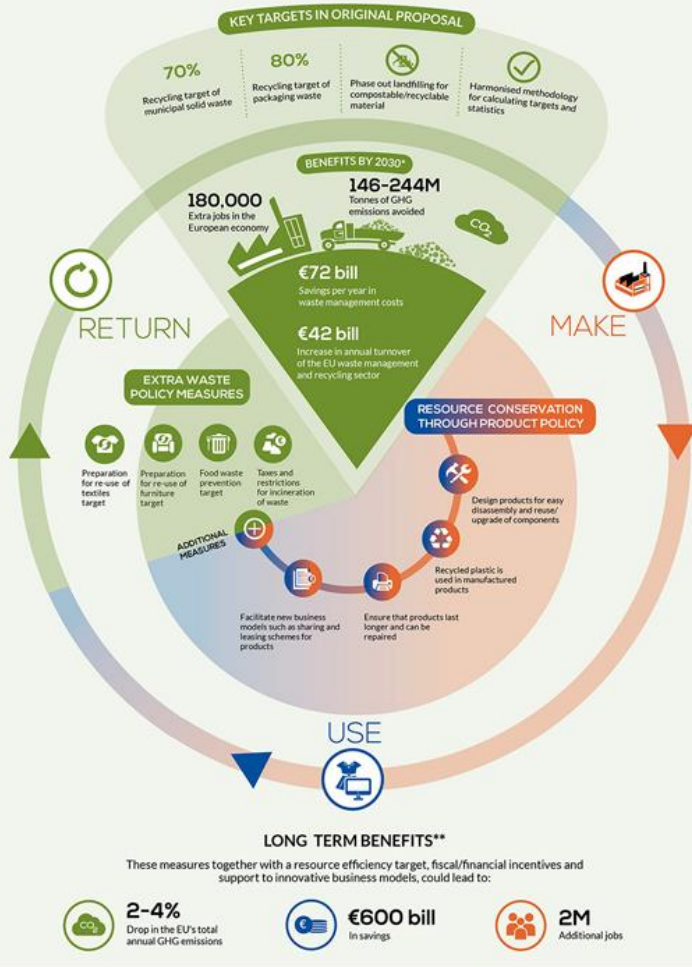 KEY TARGETS IN ORIGINAL PROPOSAL
70%
Recycling target of
municipal solid waste
80%
Recycling target of
packaging waste
Phase out landfilling for
compostable/recyclable
material
Harmonised methodology
for calculating targets and
statistics
BENEFITS BY 2030*
180,000
Extra jobs in the
European economy
146-244M
Tonnes of GHG
emissions avoided
CO2
€72 bill
Savings per year in
waste management costs
€42 bill
Increase in annual turnover
of the EU waste management
and recycling sector
RETURN
MAKE
EXTRA WASTE
POLICY MEASURES
Preparation
for re-use of
textiles
target
Preparation
for re-use of
furniture
target
Food waste
prevention
target
Taxes and
restrictions
for incineration
of waste
RESOURCE CONSERVATION
THROUGH PRODUCT POLICY
Design products for easy
disassembly and reuse/
upgrade of components
Recycled plastic is
used in manufactured
products
Ensure that products last
longer and can be
repaired
Facilitate new business
models such as sharing and
leasing schemes for
products
ADDITIONAL
MEASURES
USE
LONG TERM BENEFITS**
These measures together with a resource efficiency target, fiscal/financial incentives and
support to innovative business models, could lead to:
CO2
2-4%
Drop in the EU's total
annual GHG emissions
€
€600 bill
In savings
2M
Additional jobs